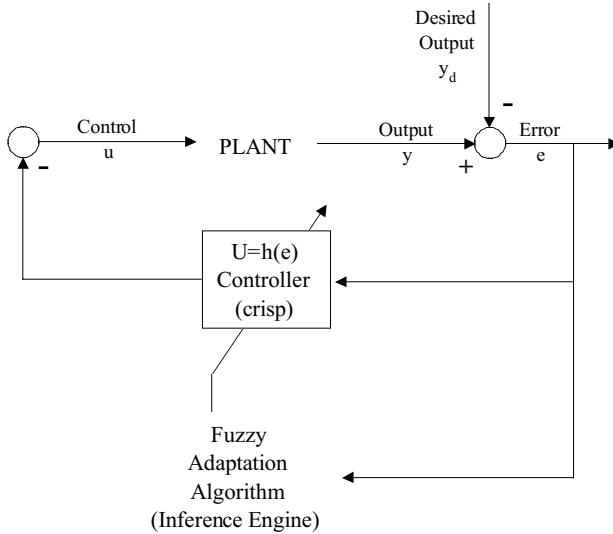 Desired
Output
y_d
-
Control
u
PLANT
Output
y
Error
e
-
+
U=h(e)
Controller
(crisp)
Fuzzy
Adaptation
Algorithm
(Inference Engine)